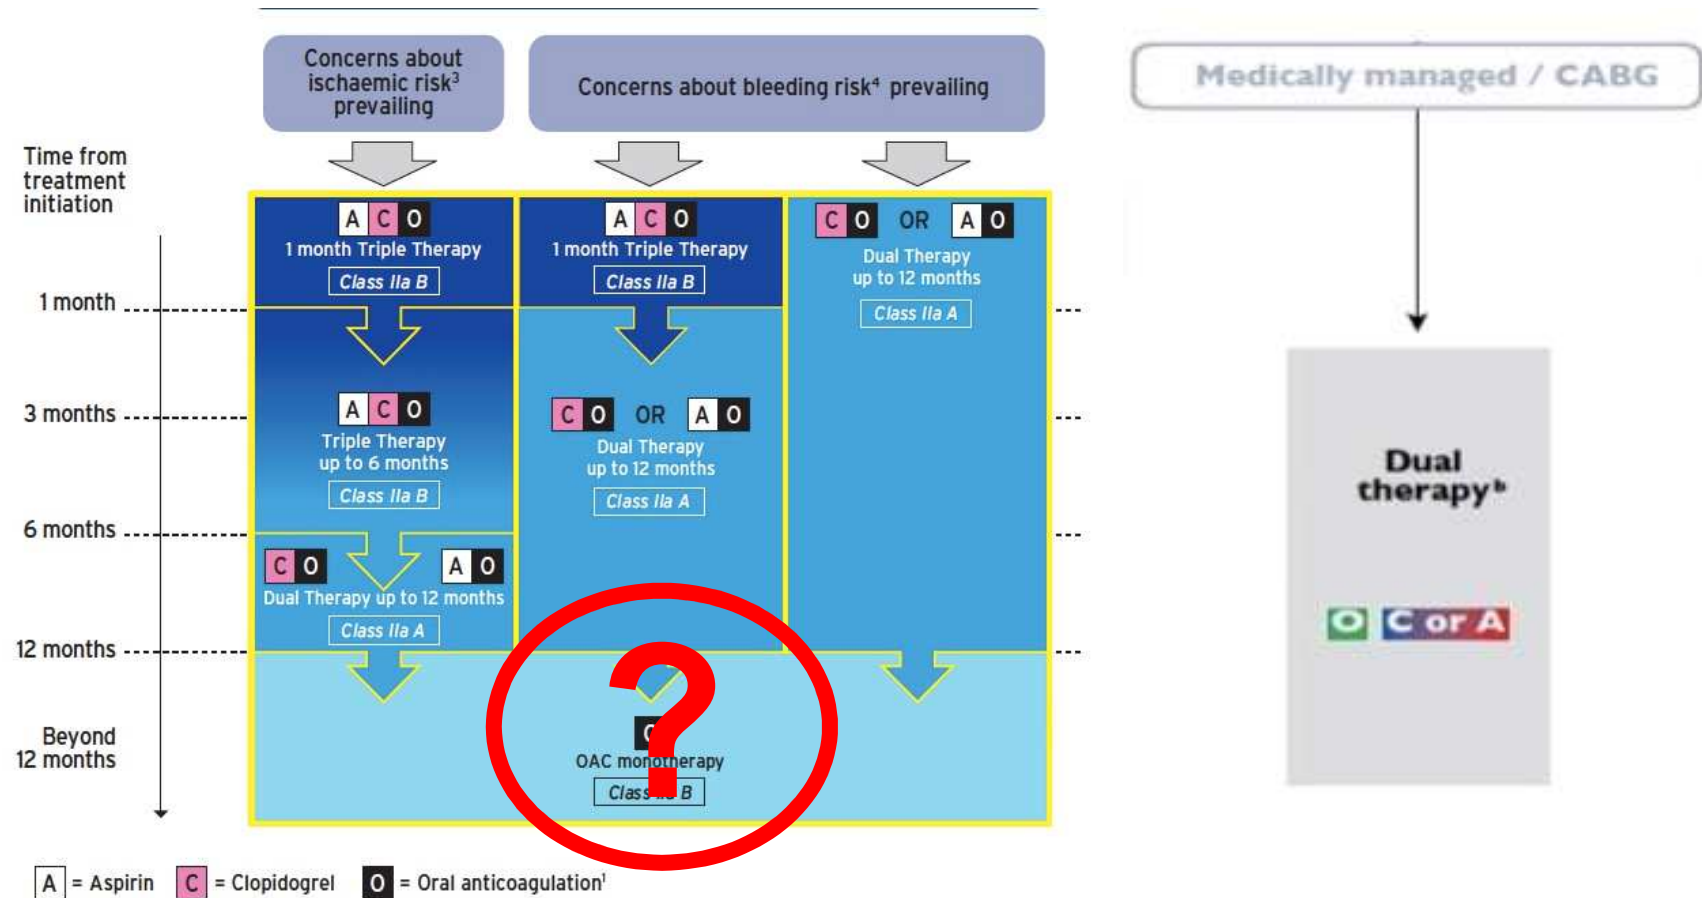 Concerns about
ischaemic risk³
prevailing
Concerns about bleeding risk⁴ prevailing
Medically managed / CABG
Time from
treatment
initiation
A C O
1 month Triple Therapy
Class IIa B
A C O
1 month Triple Therapy
Class IIa B
C O OR A O
Dual Therapy
up to 12 months
Class IIa A
1 month
3 months
A C O
Triple Therapy
up to 6 months
Class IIa B
C O OR A O
Dual Therapy
up to 12 months
Class IIa A
Dual
therapyᵇ
O C or A
6 months
C O A O
Dual Therapy up to 12 months
Class IIa A
12 months
?
Beyond
12 months
OAC monotherapy
Class B
A = Aspirin C = Clopidogrel O = Oral anticoagulation¹